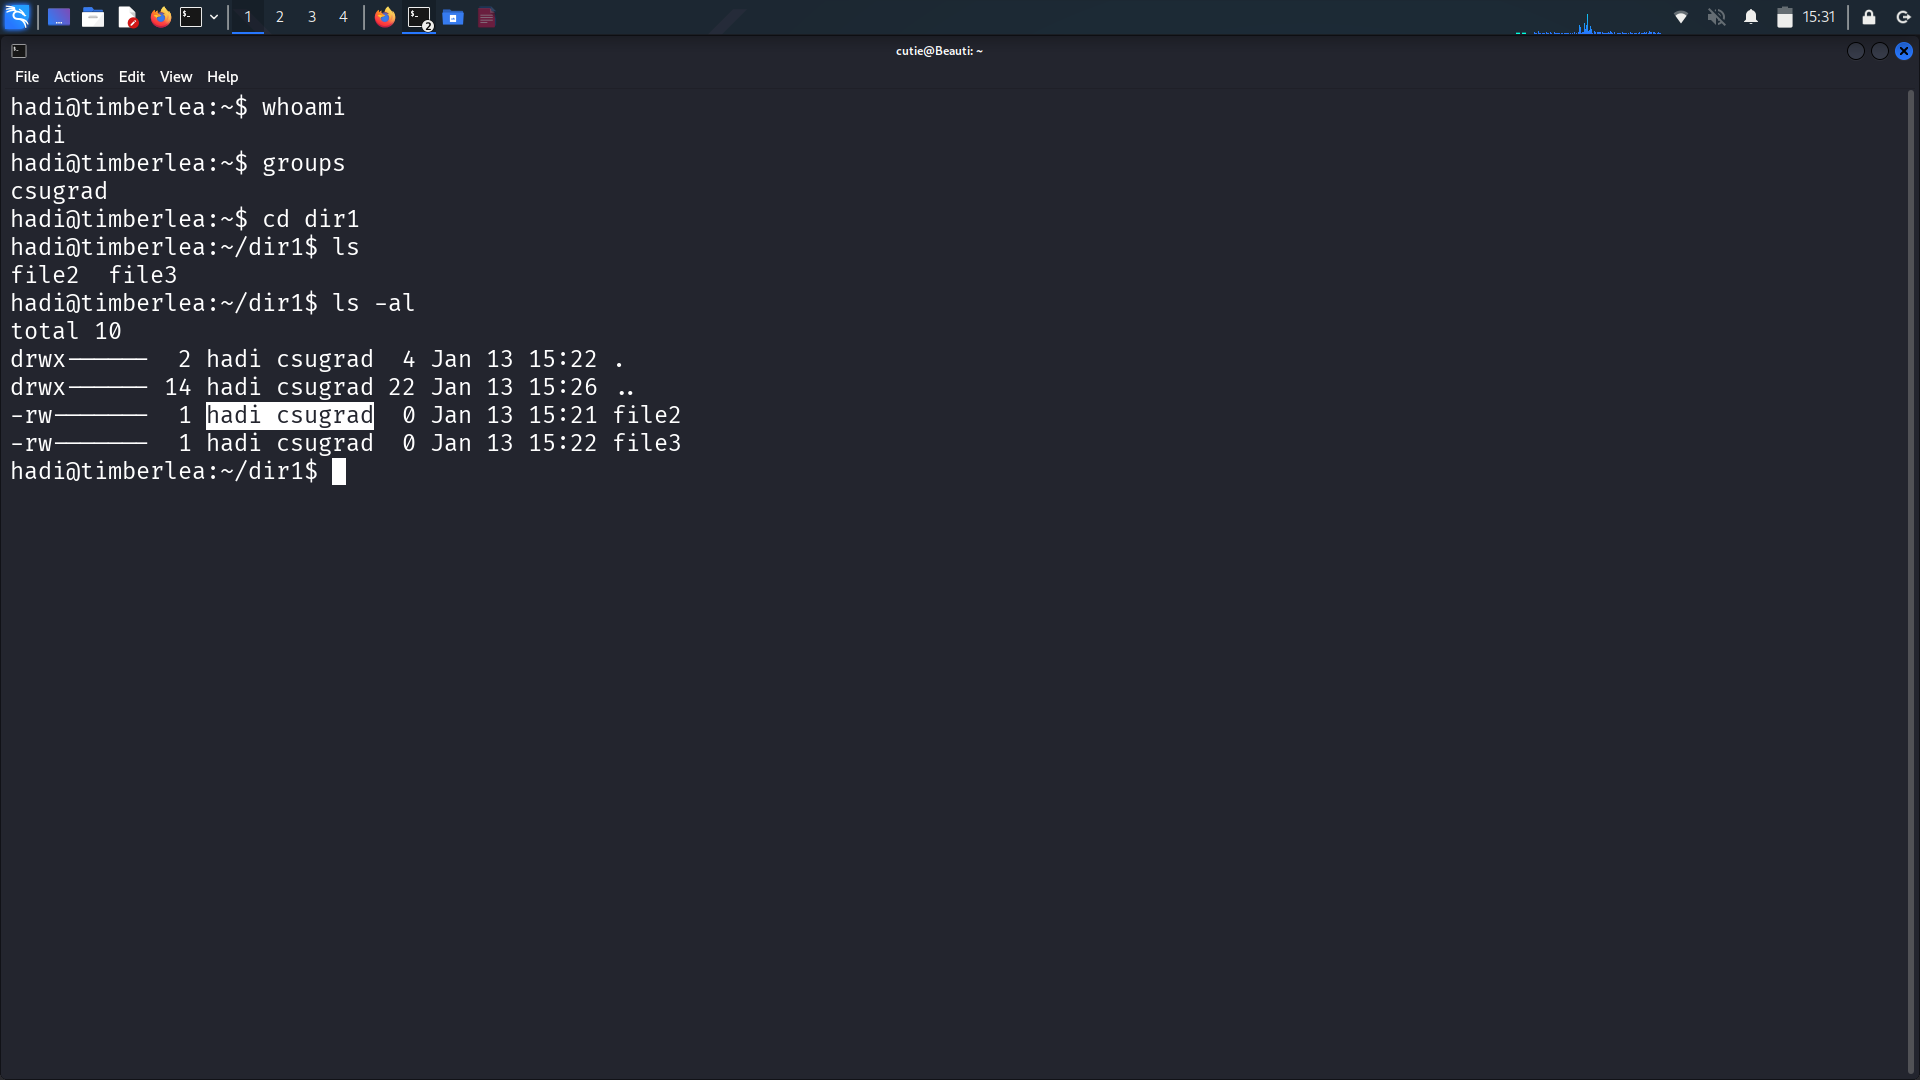 1 2 3 4 2 15:31
cutie@Beauti: ~
File Actions Edit View Help
hadi@timberlea:~$ whoami
hadi
hadi@timberlea:~$ groups
csugrad
hadi@timberlea:~$ cd dir1
hadi@timberlea:~/dir1$ ls
file2  file3
hadi@timberlea:~/dir1$ ls -al
total 10
drwx------  2 hadi csugrad  4 Jan 13 15:22 .
drwx------ 14 hadi csugrad 22 Jan 13 15:26 ..
-rw-------  1 hadi csugrad  0 Jan 13 15:21 file2
-rw-------  1 hadi csugrad  0 Jan 13 15:22 file3
hadi@timberlea:~/dir1$